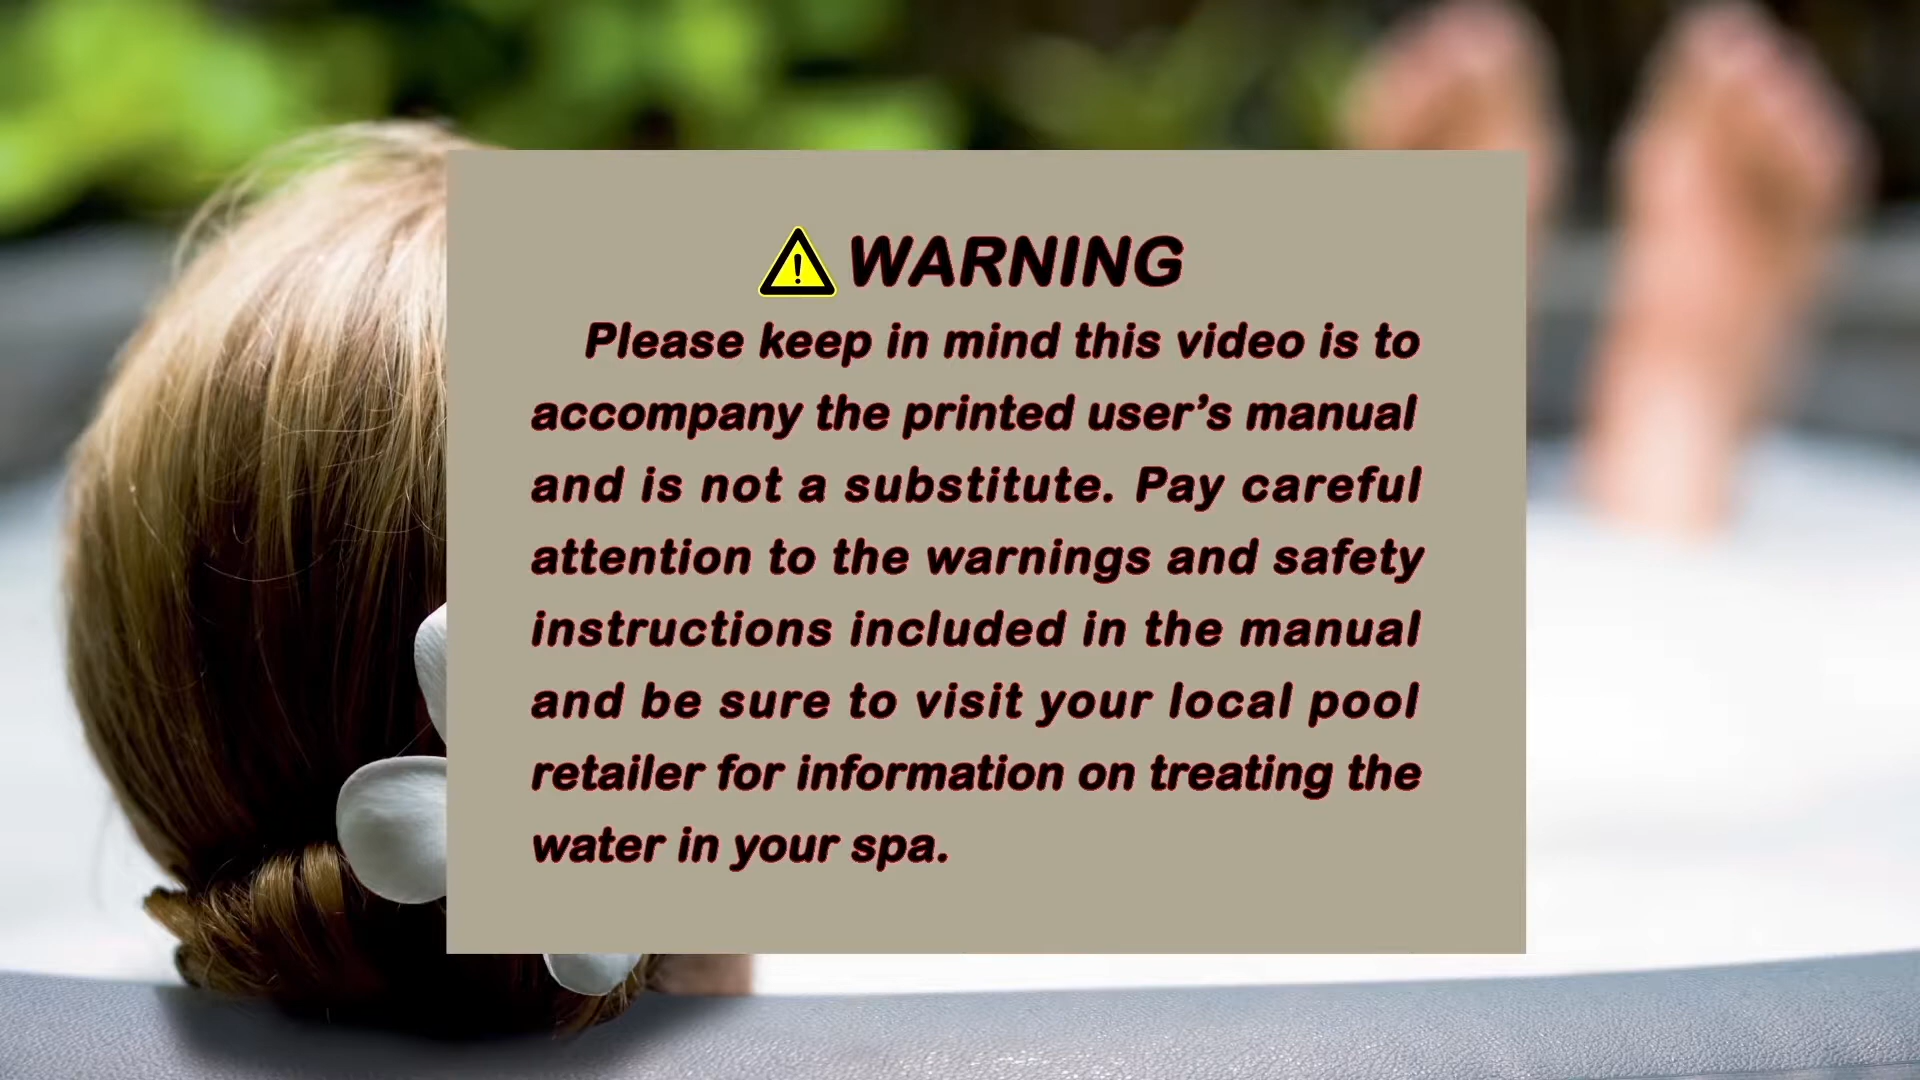 WARNING
Please keep in mind this video is to
accompany the printed user’s manual
and is not a substitute. Pay careful
attention to the warnings and safety
instructions included in the manual
and be sure to visit your local pool
retailer for information on treating the
water in your spa.